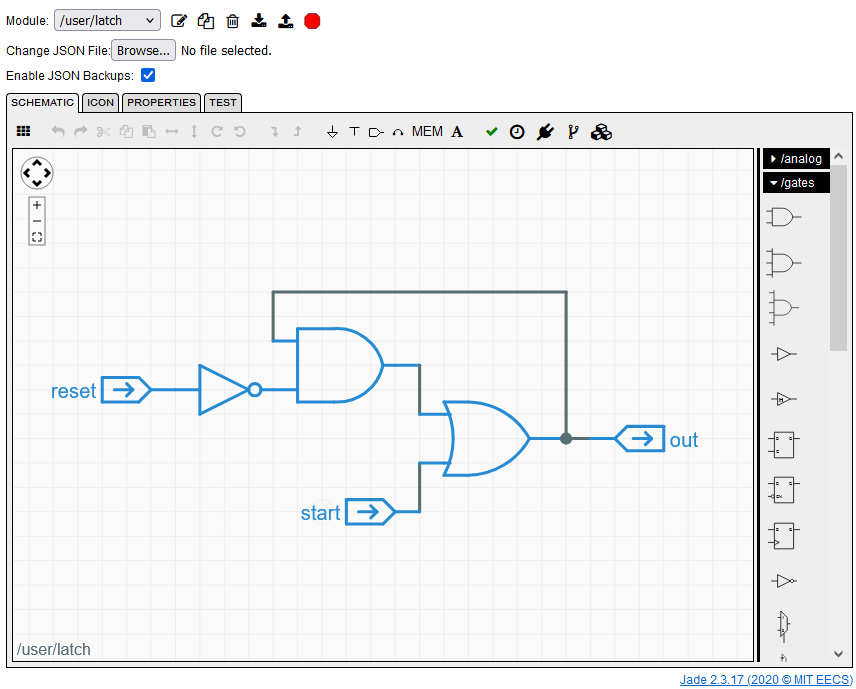 Module: /user/latch
Change JSON File: Browse... No file selected.
Enable JSON Backups:
SCHEMATIC ICON PROPERTIES TEST
MEM A
/analog
/gates
reset
out
start
/user/latch
Jade 2.3.17 (2020 © MIT EECS)